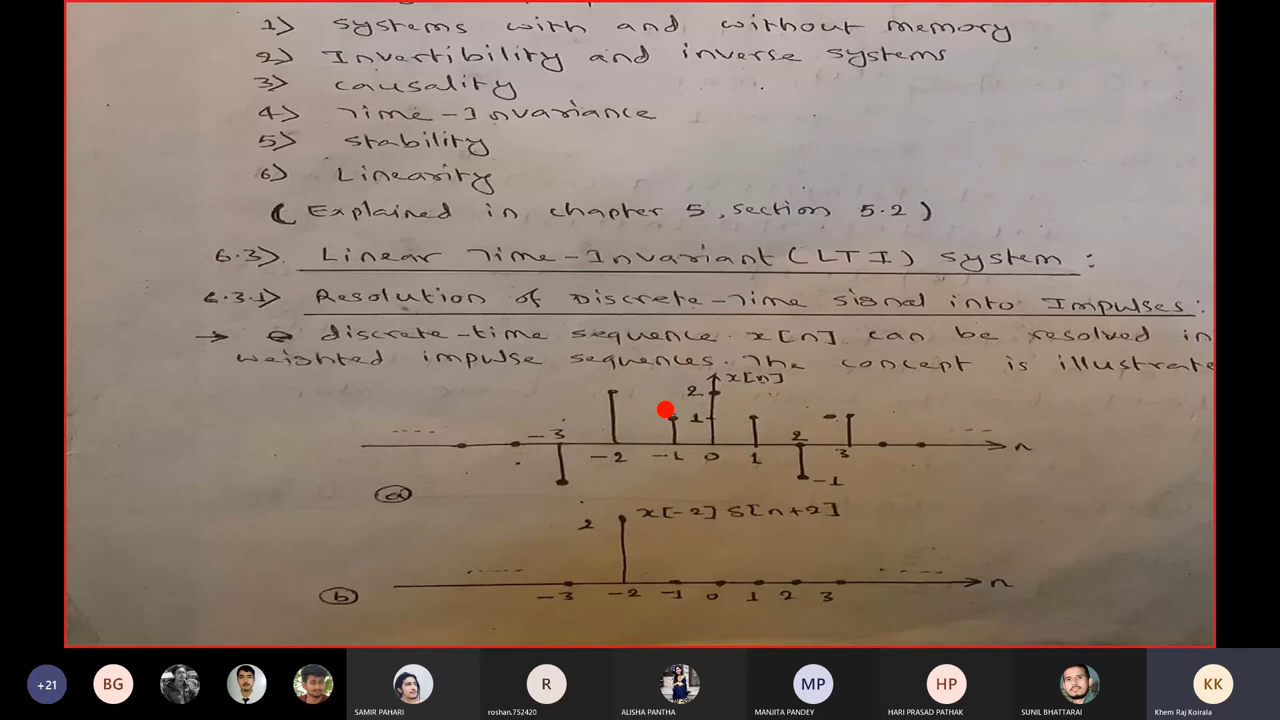 1) systems with and without memory
2) Invertibility and inverse systems
3) causality
4) Time-Invariance
5) stability
6) Linearity
(Explained in chapter 5, section 5.2)
6.3) Linear Time-Invariant (LTI) system:
6.3.1) Resolution of Discrete-Time signal into Impulses:
→ discrete-time sequence x[n] can be resolved in
weighted impulse sequences. The concept is illustrate
x[n]
2
1
-3 -2 -1 0 1 2 3 n
-1
(a)
2 x[-2] δ[n+2]
-3 -2 -1 0 1 2 3 n
(b)
+21 BG R MP HP KK
SAMIR PAHARI roshan.752420 ALISHA PANTHA MANJITA PANDEY HARI PRASAD PATHAK SUNIL BHATTARAI Khem Raj Koirala